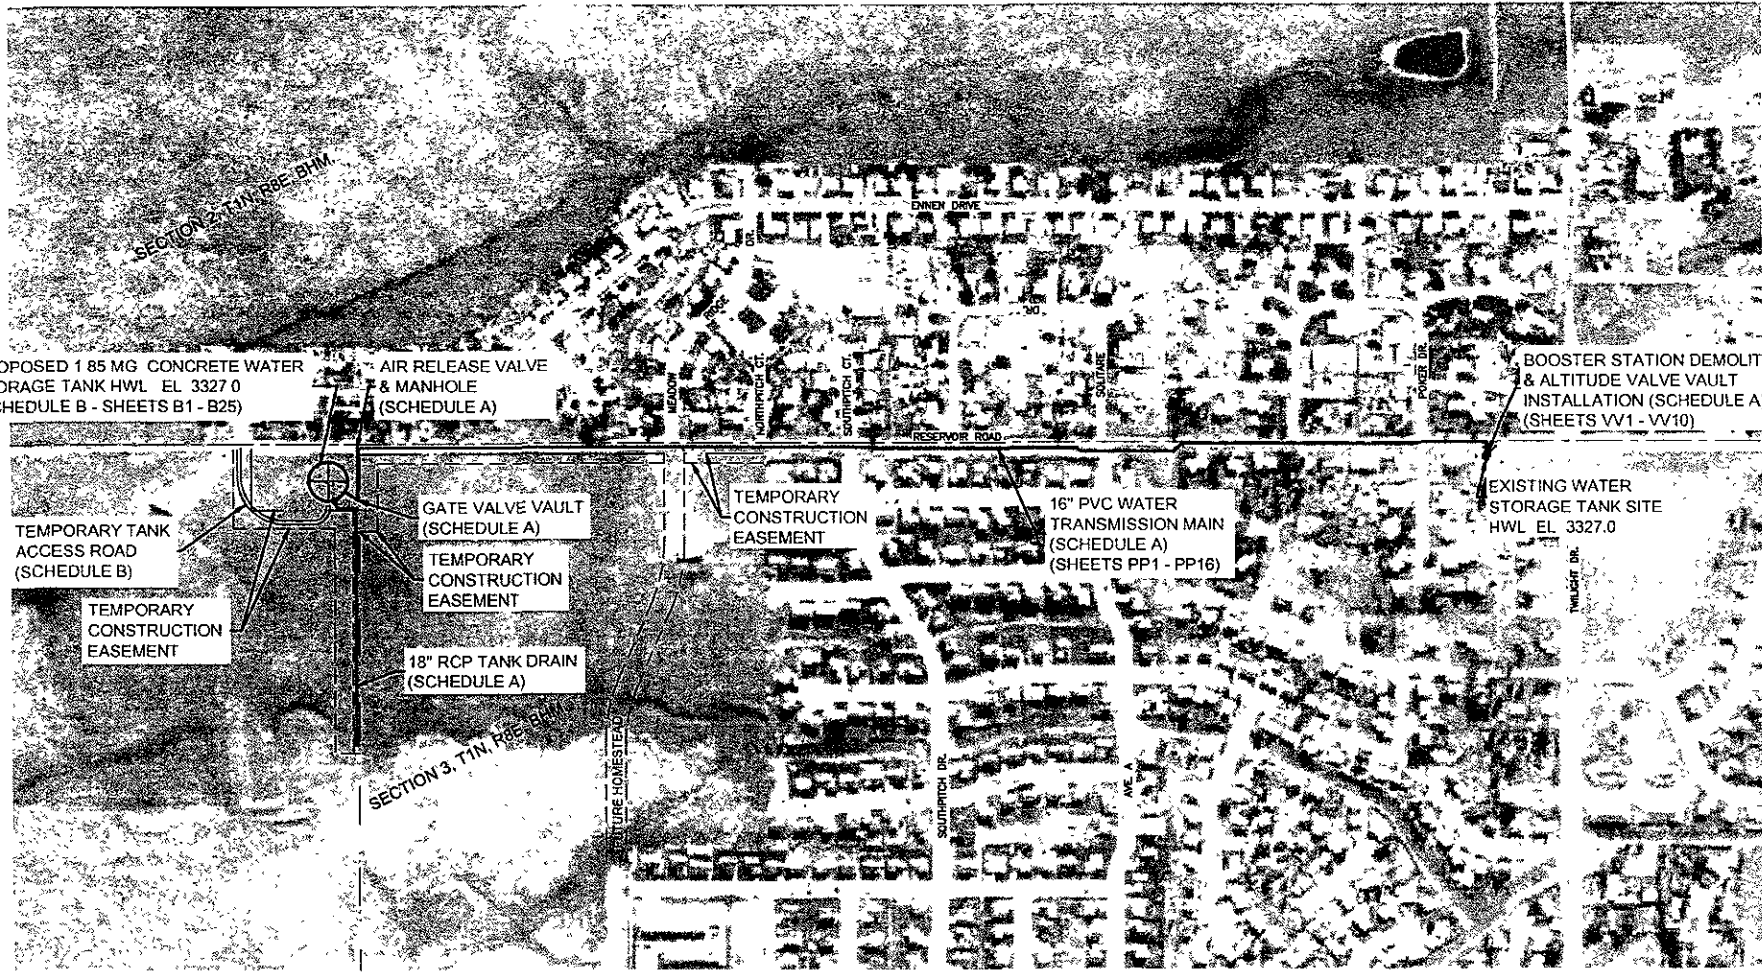 SECTION 2, T1N, R8E, BHM.
ENNEN DRIVE
DR.
RIDGE
MEADOW
NORTHPITCH CT.
SOUTHPITCH CT.
DR.
SOLITAIRE
POKER DR.
OPOSED 1 85 MG CONCRETE WATER
ORAGE TANK HWL EL 3327 0
CHEDULE B - SHEETS B1 - B25)
AIR RELEASE VALVE
& MANHOLE
(SCHEDULE A)
BOOSTER STATION DEMOLIT
& ALTITUDE VALVE VAULT
INSTALLATION (SCHEDULE A
(SHEETS VV1 - VV10)
RESERVOIR ROAD
GATE VALVE VAULT
(SCHEDULE A)
TEMPORARY
CONSTRUCTION
EASEMENT
TEMPORARY
CONSTRUCTION
EASEMENT
16" PVC WATER
TRANSMISSION MAIN
(SCHEDULE A)
(SHEETS PP1 - PP16)
EXISTING WATER
STORAGE TANK SITE
HWL EL 3327.0
TEMPORARY TANK
ACCESS ROAD
(SCHEDULE B)
TEMPORARY
CONSTRUCTION
EASEMENT
18" RCP TANK DRAIN
(SCHEDULE A)
TWILIGHT DR.
SECTION 3, T1N, R8E, BHM.
FUTURE HOMESTEAD
SOUTHPITCH DR.
AVE. A